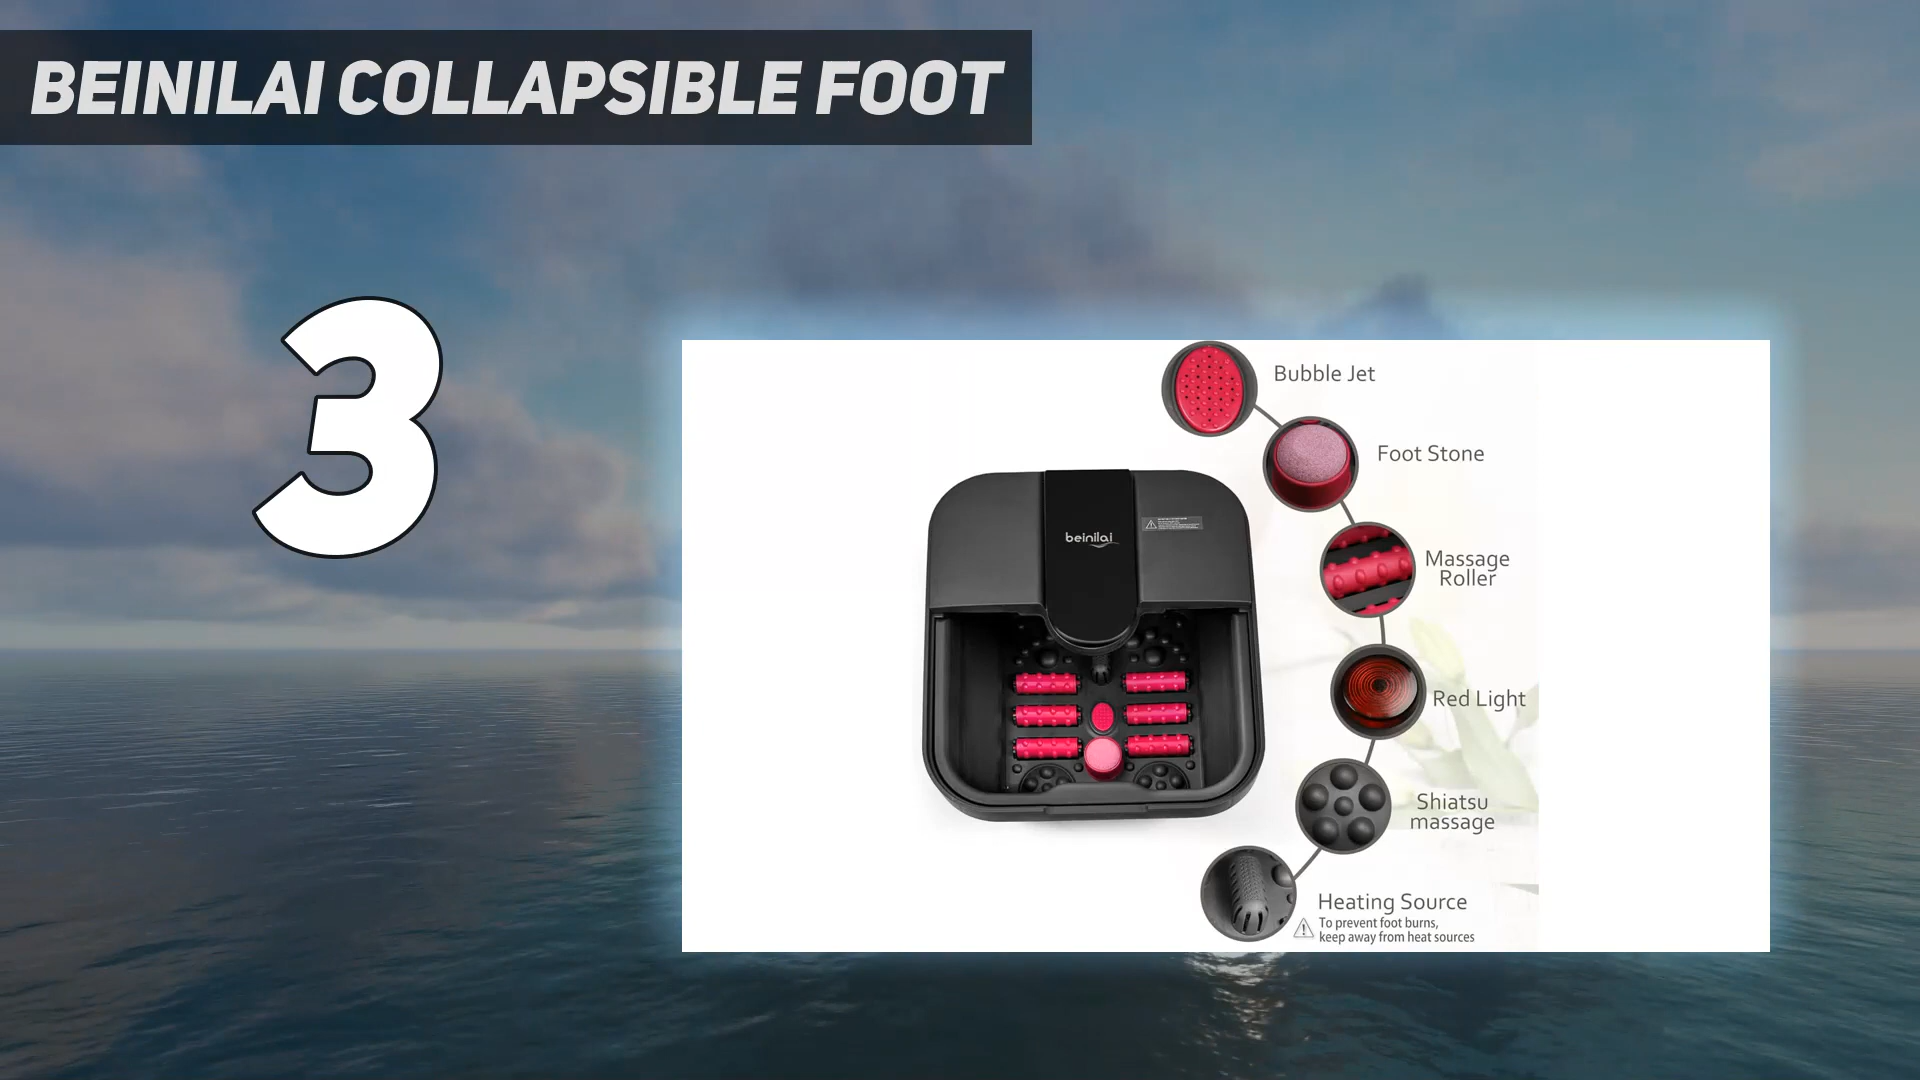 BEINILAI COLLAPSIBLE FOOT
3
Bubble Jet
Foot Stone
beinilai
Massage
Roller
Red Light
Shiatsu
massage
Heating Source
To prevent foot burns,
keep away from heat sources